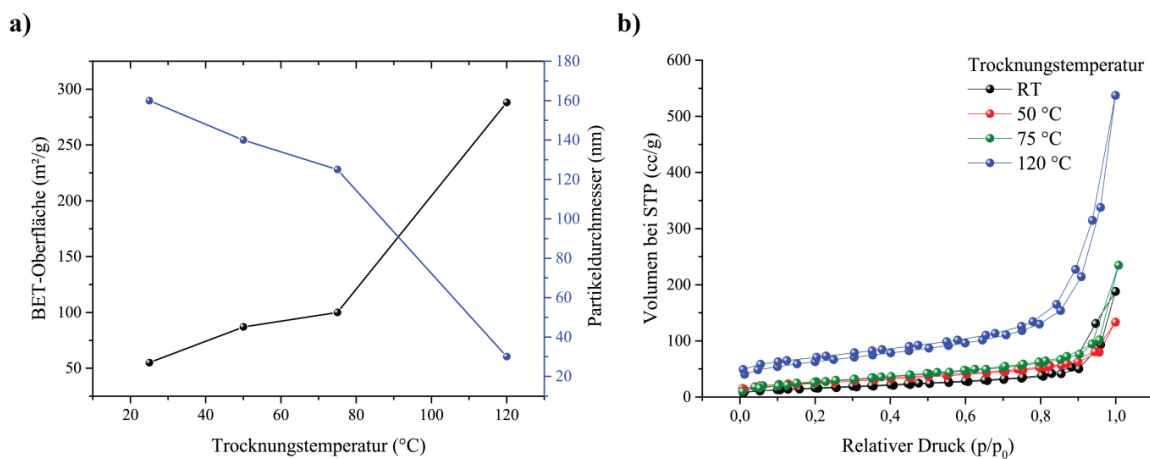 a)
300
250
200
150
100
50
BET-Oberfläche (m²/g)
20
40
60
80
100
120
Trocknungstemperatur (°C)
180
160
140
120
100
80
60
40
20
Partikeldurchmesser (nm)
b)
600
500
400
300
200
100
0
Volumen bei STP (cc/g)
0,0
0,2
0,4
0,6
0,8
1,0
Relativer Druck (p/p₀)
Trocknungstemperatur
RT
50 °C
75 °C
120 °C